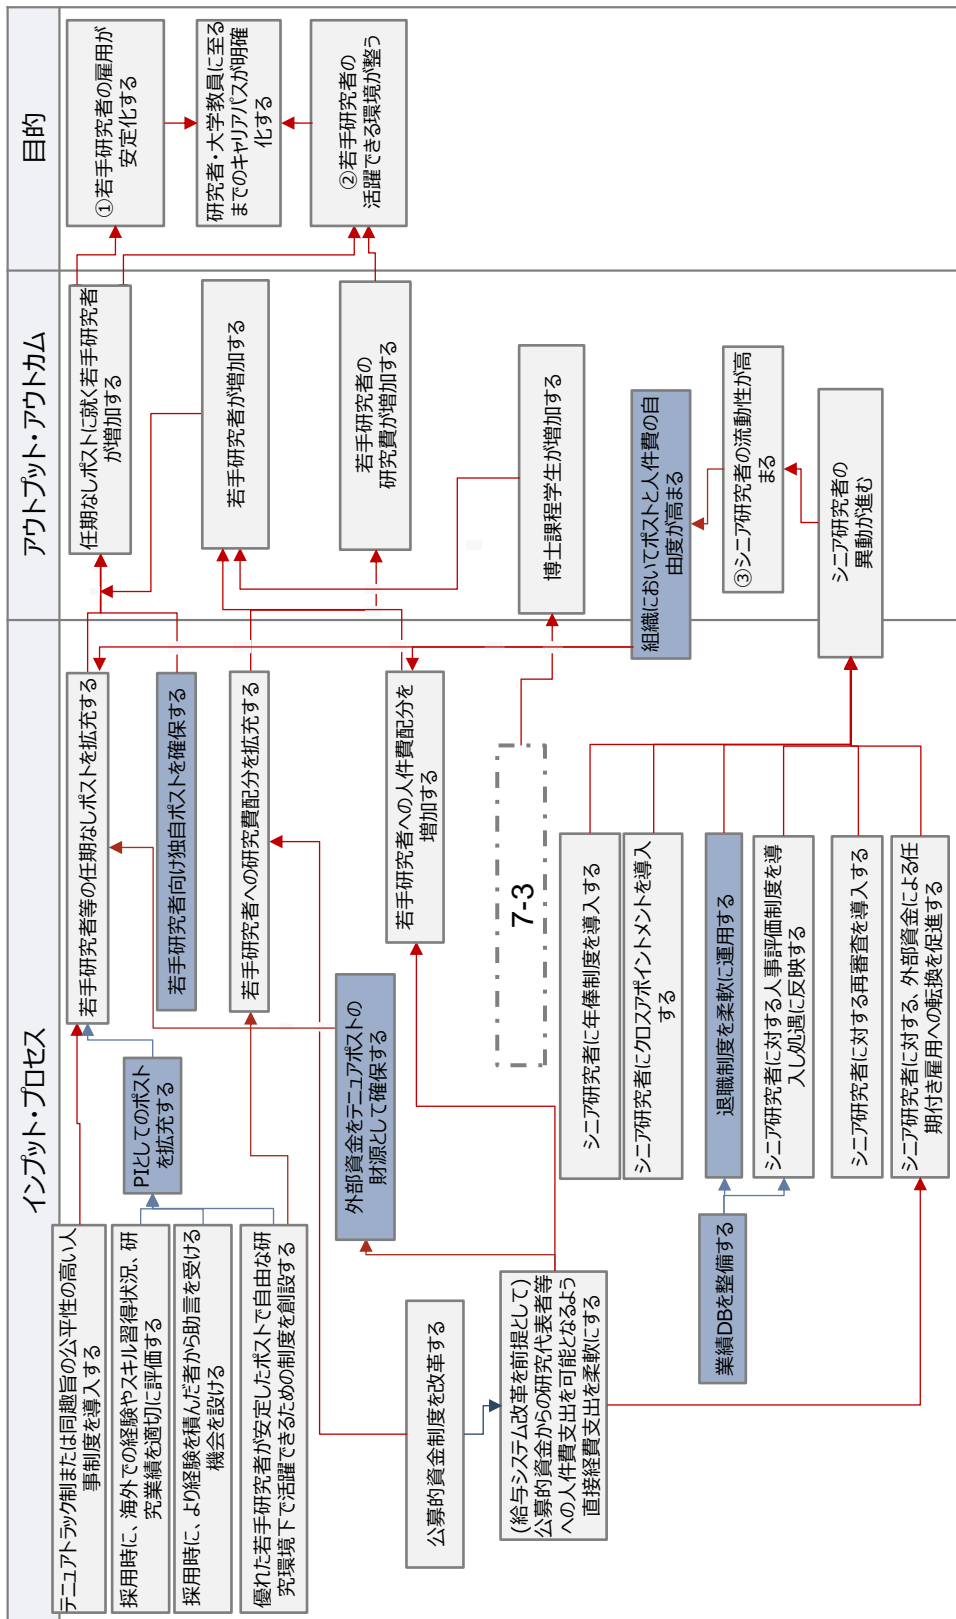 インプット・プロセス
アウトプット・アウトカム
目的
テニュアトラック制または同趣旨の公平性の高い人
事制度を導入する
採用時に、海外での経験やスキル習得状況、研
究業績を適切に評価する
採用時に、より経験を積んだ者から助言を受ける
機会を設ける
優れた若手研究者が安定したポストで自由な研
究環境下で活躍できるための制度を創設する
公募的資金制度を改革する
(給与システム改革を前提として)
公募的資金からの研究代表者等
への人件費支出を可能となるよう
直接経費支出を柔軟にする
業績DBを整備する
PIとしてのポスト
を拡充する
外部資金をテニュアポストの
財源として確保する
若手研究者等の任期なしポストを拡充する
若手研究者向け独自ポストを確保する
若手研究者への研究費配分を拡充する
若手研究者への人件費配分を
増加する
7-3
シニア研究者に年俸制度を導入する
シニア研究者にクロスアポイントメントを導入
する
退職制度を柔軟に運用する
シニア研究者に対する人事評価制度を導
入し処遇に反映する
シニア研究者に対する再審査を導入する
シニア研究者に対する、外部資金による任
期付き雇用への転換を促進する
任期なしポストに就く若手研究者
が増加する
若手研究者が増加する
若手研究者の
研究費が増加する
博士課程学生が増加する
組織においてポストと人件費の自
由度が高まる
③シニア研究者の流動性が高
まる
シニア研究者の
異動が進む
①若手研究者の雇用が
安定化する
研究者・大学教員に至る
までのキャリアパスが明確
化する
②若手研究者の
活躍できる環境が整う